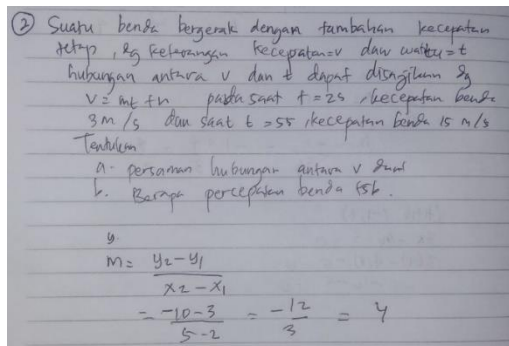 ② Suatu benda bergerak dengan tambahan kecepatan
tetap, dg keterangan kecepatan=v dan waktu=t
hubungan antara v dan t dapat disajikan dg
V= mt+n pada saat t=2s, kecepatan benda
3 m/s dan saat t=5s, kecepatan benda 15 m/s
Tentukan
a. persaman hubungan antara v dan
b. Berapa percepatan benda tsb.
y.
m= y2-y1
x2-x1
= -10-3 = -12 = 4
5-2 3